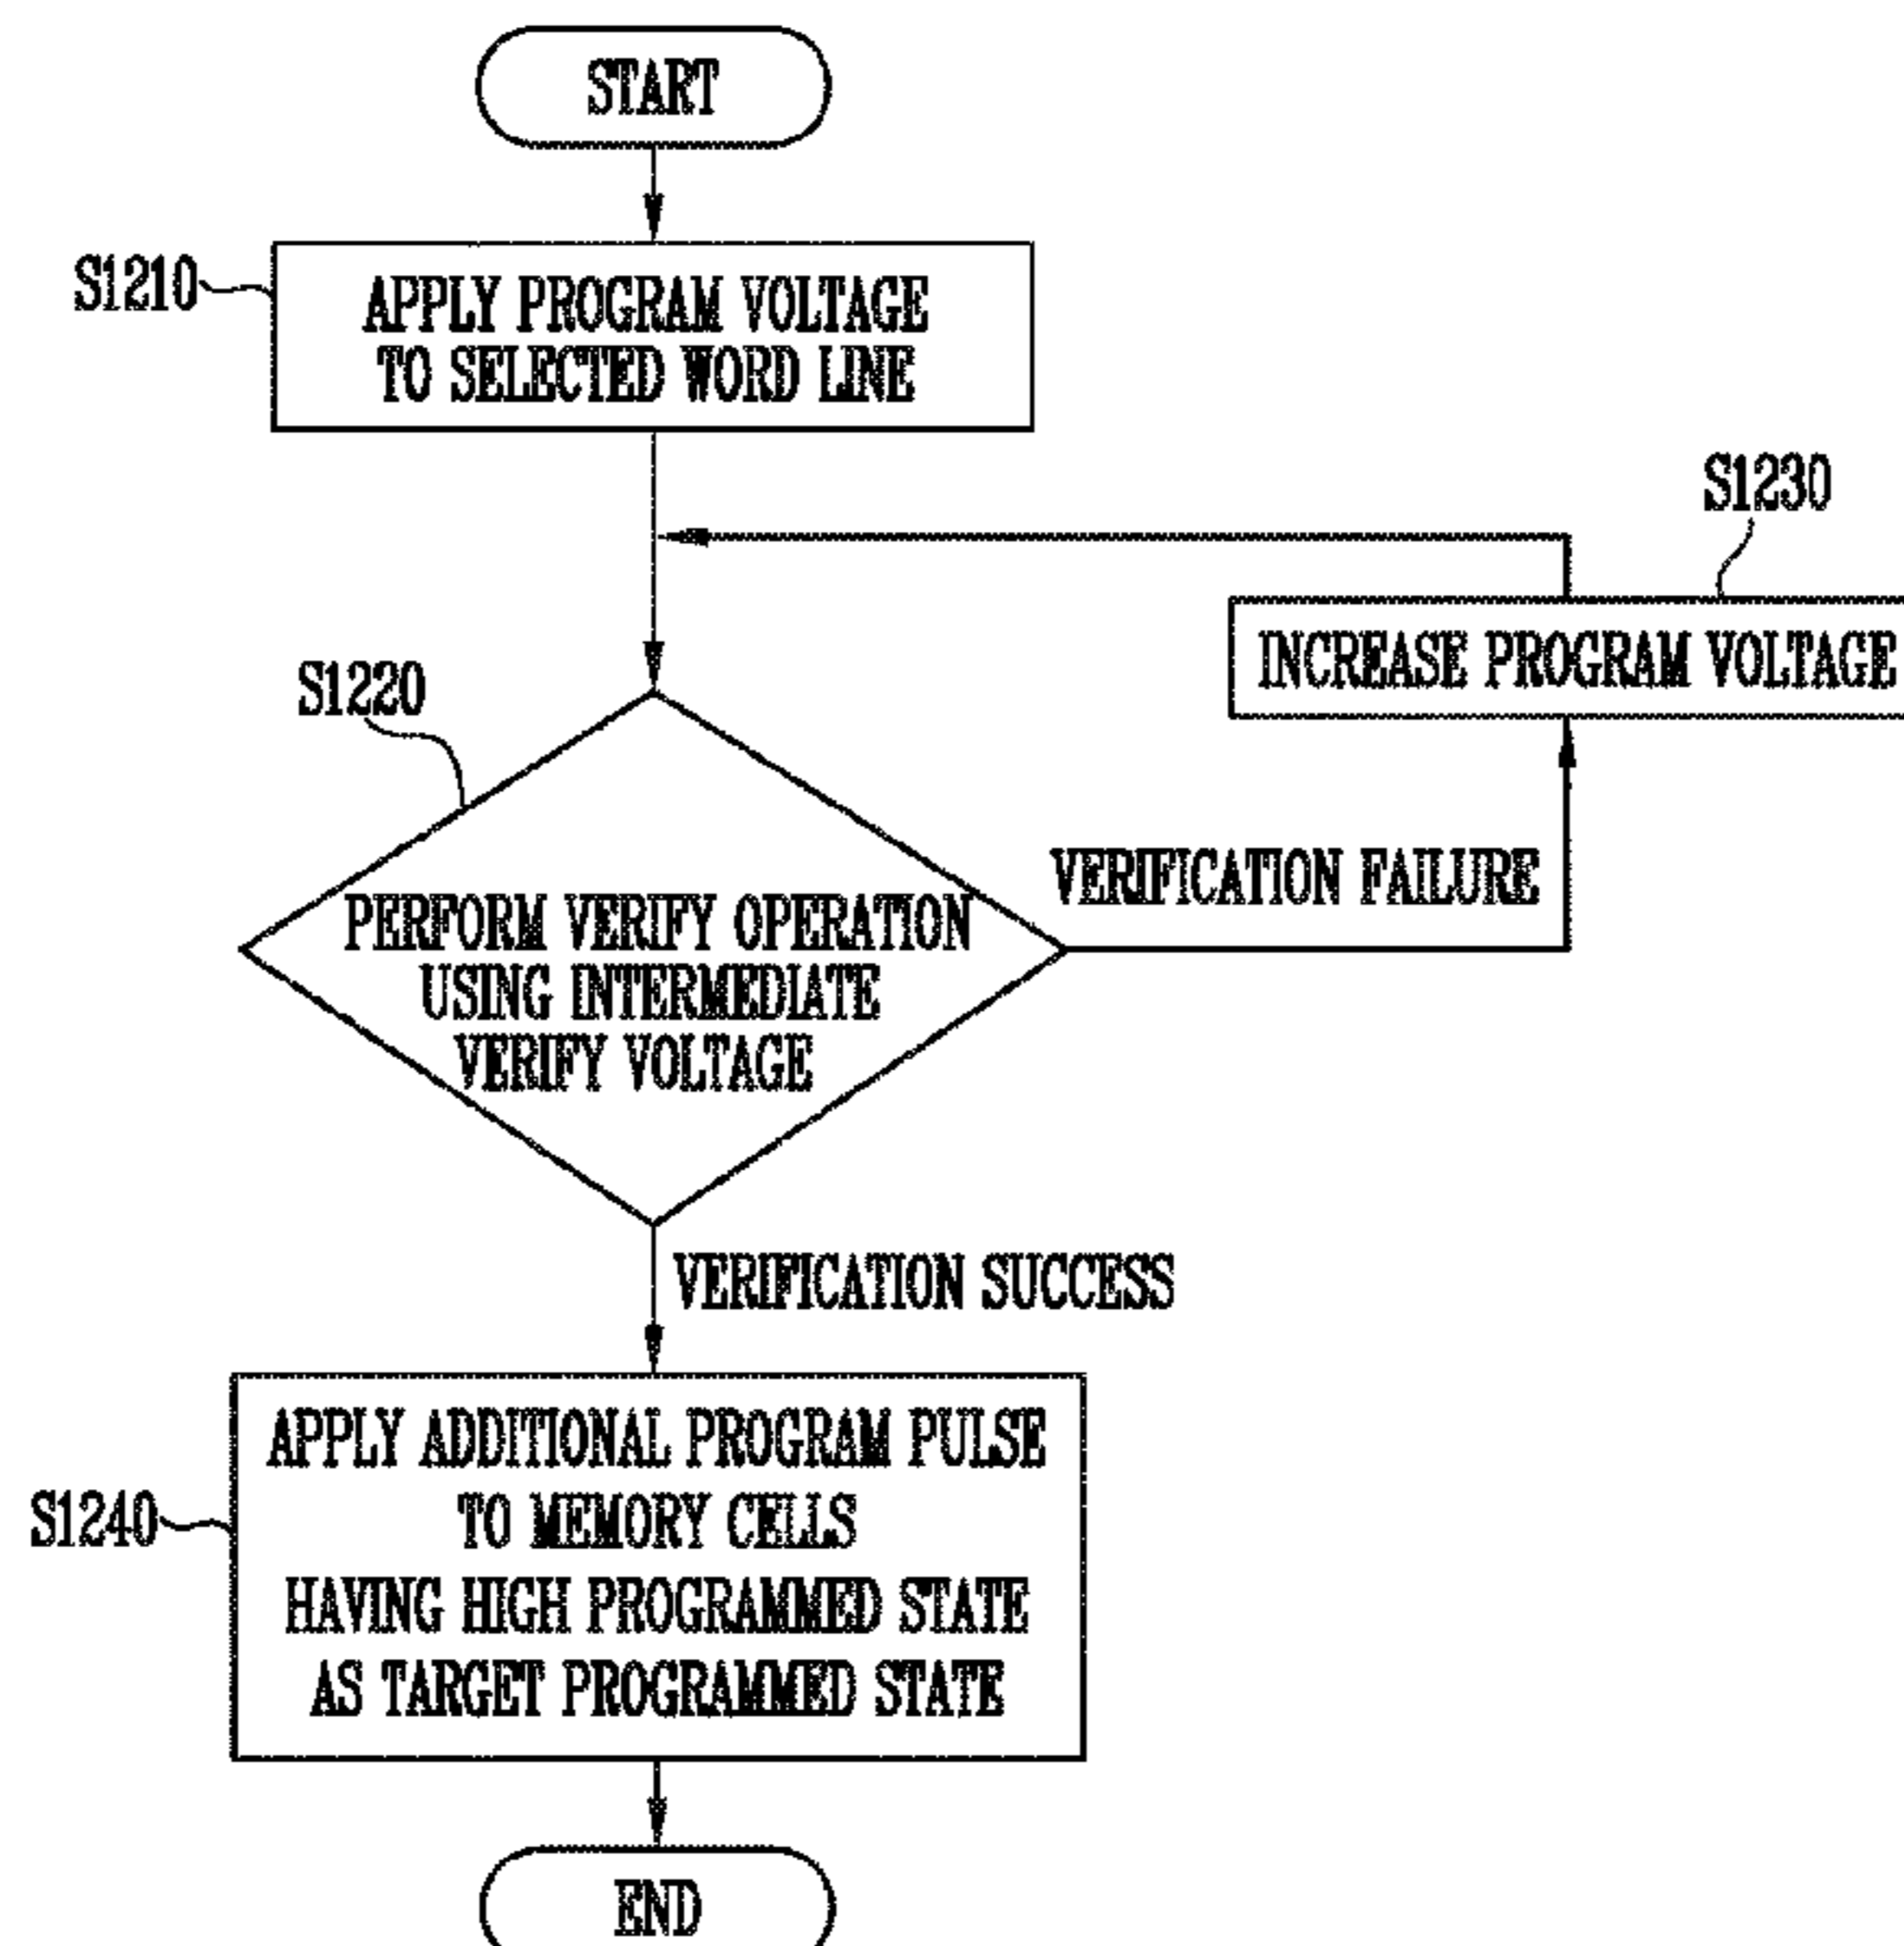 START
S1210
APPLY PROGRAM VOLTAGE
TO SELECTED WORD LINE
S1230
INCREASE PROGRAM VOLTAGE
S1220
PERFORM VERIFY OPERATION
USING INTERMEDIATE
VERIFY VOLTAGE
VERIFICATION FAILURE
VERIFICATION SUCCESS
S1240
APPLY ADDITIONAL PROGRAM PULSE
TO MEMORY CELLS
HAVING HIGH PROGRAMMED STATE
AS TARGET PROGRAMMED STATE
END